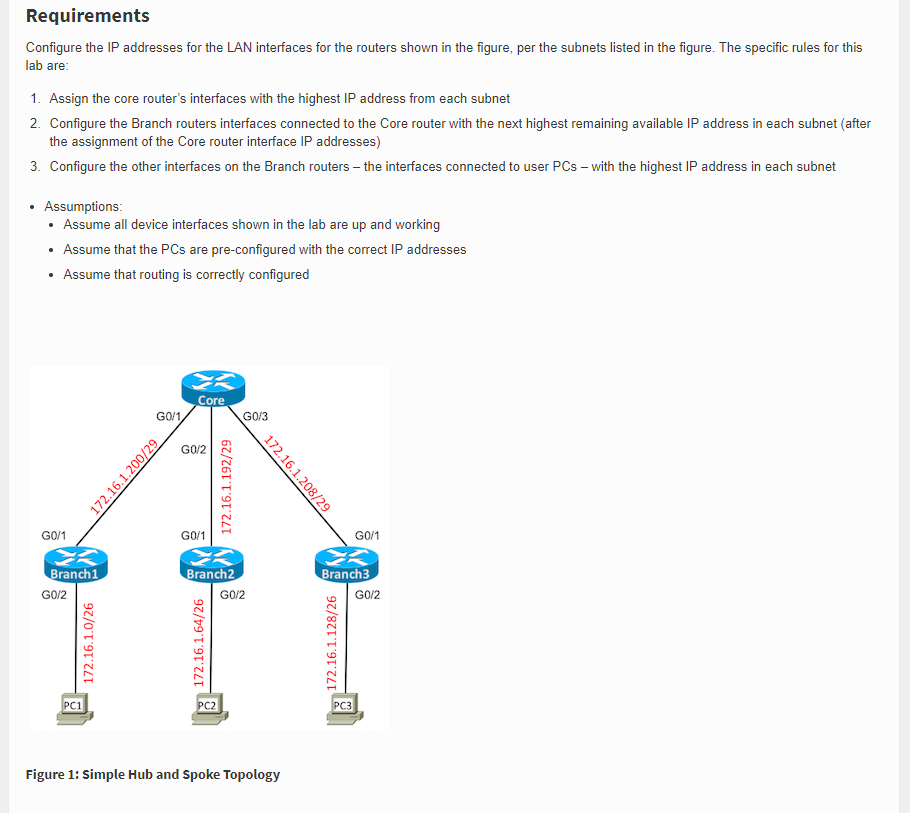 Requirements
Configure the IP addresses for the LAN interfaces for the routers shown in the figure, per the subnets listed in the figure. The specific rules for this
lab are:
1. Assign the core router's interfaces with the highest IP address from each subnet
2. Configure the Branch routers interfaces connected to the Core router with the next highest remaining available IP address in each subnet (after
the assignment of the Core router interface IP addresses)
3. Configure the other interfaces on the Branch routers – the interfaces connected to user PCs – with the highest IP address in each subnet
• Assumptions:
• Assume all device interfaces shown in the lab are up and working
• Assume that the PCs are pre-configured with the correct IP addresses
• Assume that routing is correctly configured
Core
G0/1
G0/3
G0/2
172.16.1.200/29
172.16.1.192/29
172.16.1.208/29
G0/1
G0/1
G0/1
Branch1
Branch2
Branch3
G0/2
G0/2
G0/2
172.16.1.0/26
172.16.1.64/26
172.16.1.128/26
PC1
PC2
PC3
Figure 1: Simple Hub and Spoke Topology